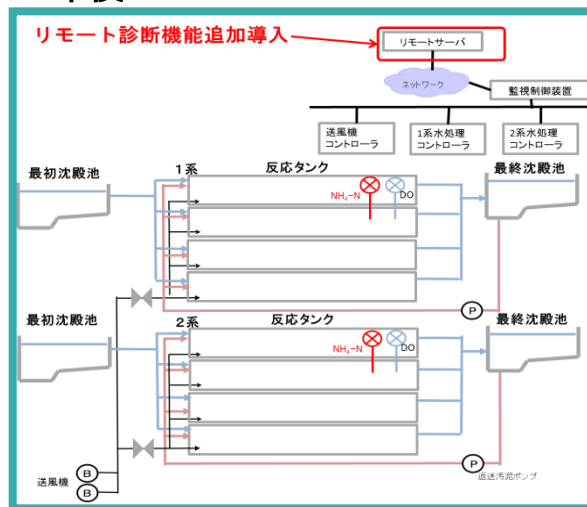 リモート診断機能追加導入
リモートサーバ
ネットワーク
監視制御装置
送風機
コントローラ
1系水処理
コントローラ
2系水処理
コントローラ
最初沈殿池
1系
反応タンク
最終沈殿池
NH₄-N
DO
P
最初沈殿池
2系
反応タンク
最終沈殿池
NH₄-N
DO
B
送風機
B
P
返送汚泥ポンプ